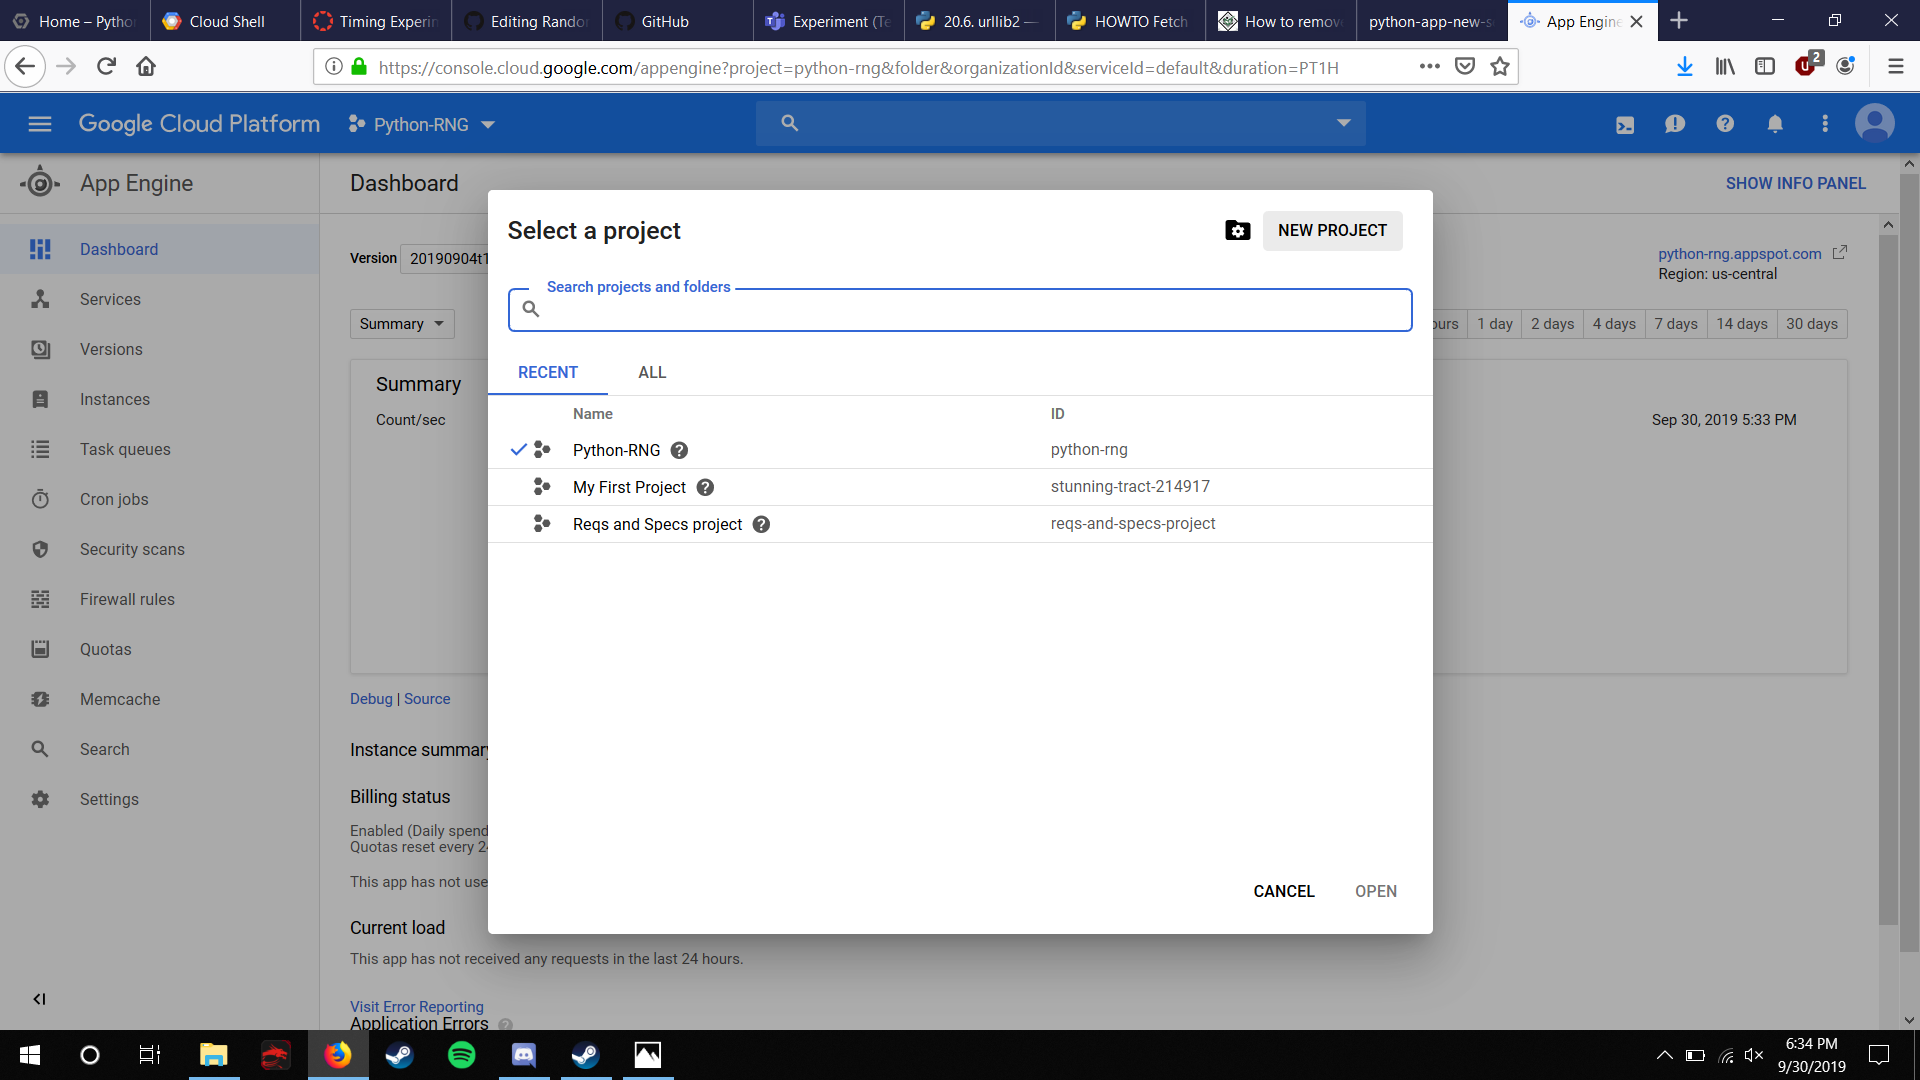 Home – Pytho
Cloud Shell
Timing Experin
Editing Rando
GitHub
Experiment (Te
20.6. urllib2 —
HOWTO Fetch
How to remov
python-app-new-s
App Engine
https://console.cloud.google.com/appengine?project=python-rng&folder&organizationId&serviceId=default&duration=PT1H
2
Google Cloud Platform
Python-RNG
App Engine
Dashboard
SHOW INFO PANEL
Dashboard
Services
Versions
Instances
Task queues
Cron jobs
Security scans
Firewall rules
Quotas
Memcache
Search
Settings
Version
20190904t1
python-rng.appspot.com
Region: us-central
Summary
ours
1 day
2 days
4 days
7 days
14 days
30 days
Summary
Count/sec
Sep 30, 2019 5:33 PM
Debug | Source
Instance summary
Billing status
Enabled (Daily spend
Quotas reset every 2
This app has not use
Current load
This app has not received any requests in the last 24 hours.
Visit Error Reporting
Application Errors
Select a project
NEW PROJECT
Search projects and folders
RECENT
ALL
Name
ID
Python-RNG
python-rng
My First Project
stunning-tract-214917
Reqs and Specs project
reqs-and-specs-project
CANCEL
OPEN
6:34 PM
9/30/2019